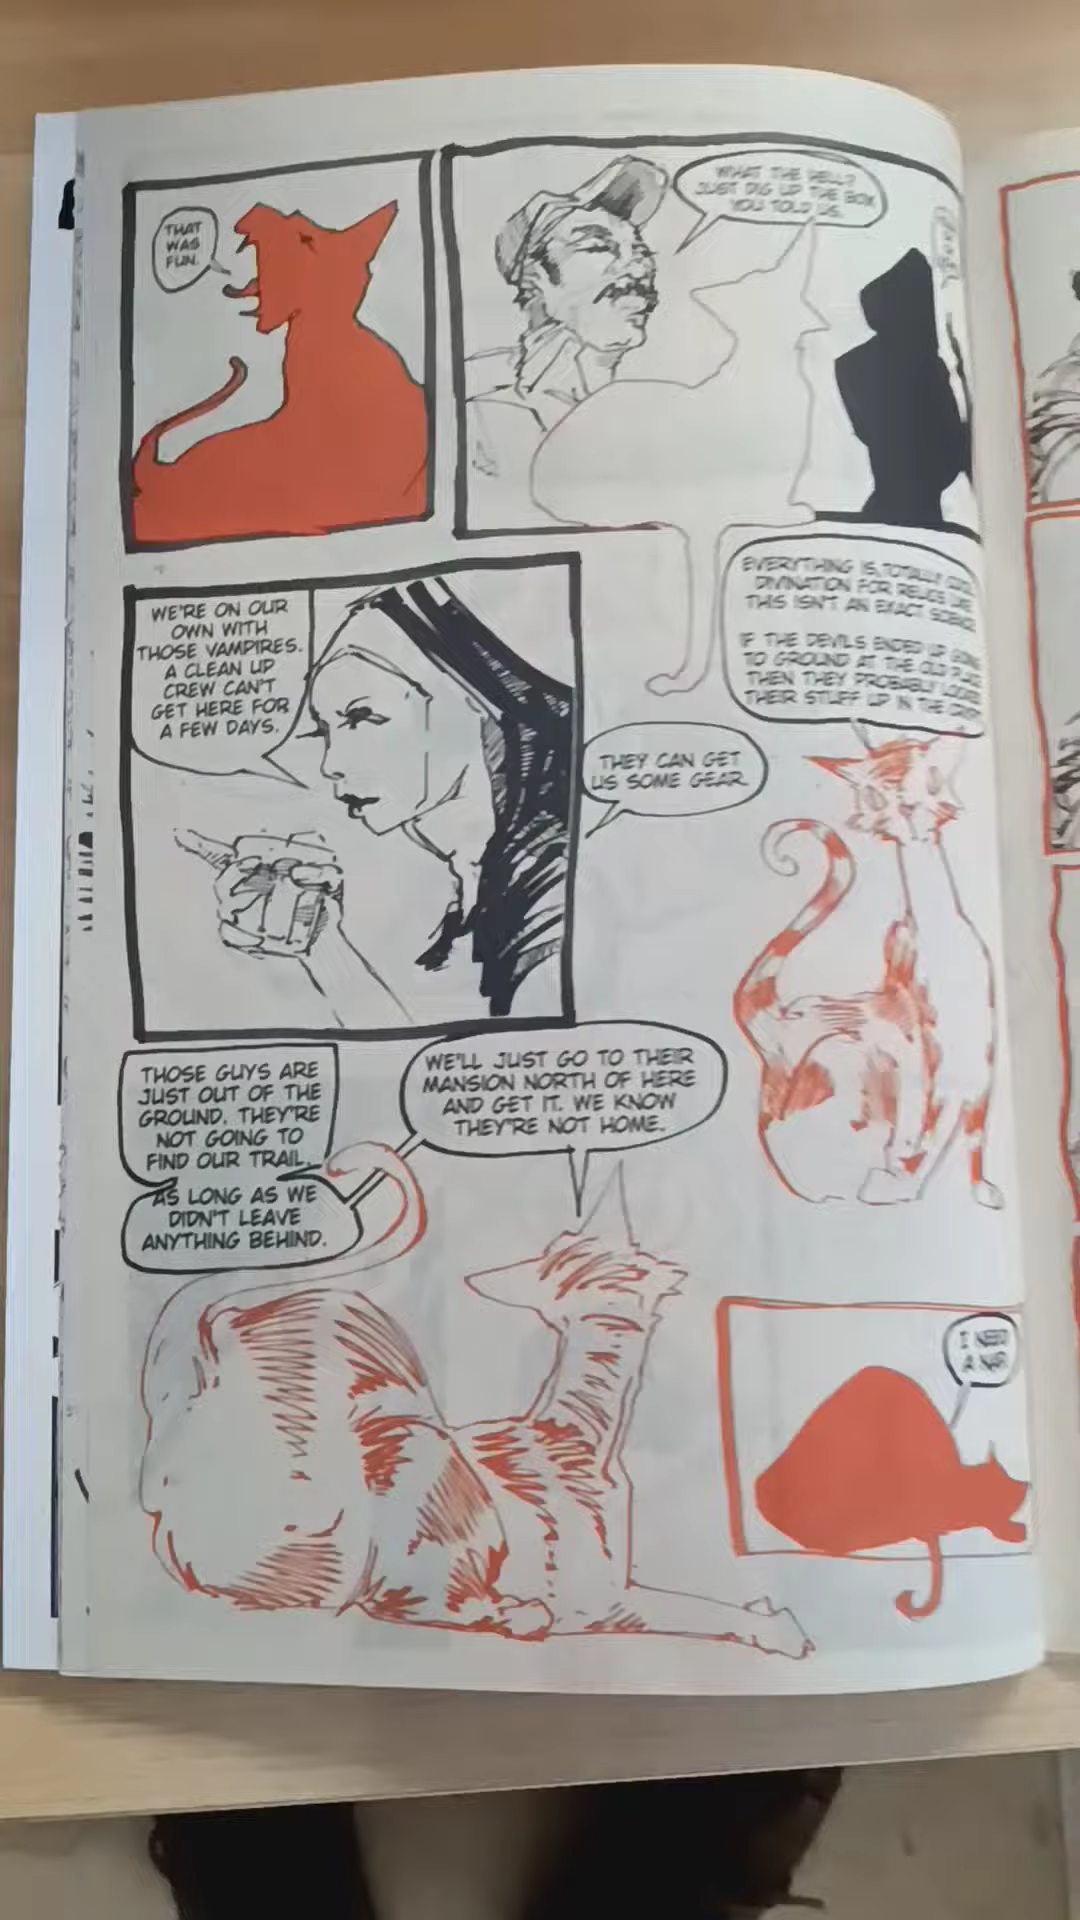 THAT
WAS
FUN.
WHAT THE HELL?
JUST DIG UP THE BOX
YOU TOLD US.
EVERYTHING IS TOTALLY
DIVINATION FOR RELICS LIKE
THIS ISN'T AN EXACT SCIENCE
IF THE DEVILS ENDED UP GOING
TO GROUND AT THE OLD PLACE
THEN THEY PROBABLY LOCKED
THEIR STUFF UP IN THE
WE'RE ON OUR
OWN WITH
THOSE VAMPIRES.
A CLEAN UP
CREW CAN'T
GET HERE FOR
A FEW DAYS.
THEY CAN GET
US SOME GEAR.
THOSE GUYS ARE
JUST OUT OF THE
GROUND. THEY'RE
NOT GOING TO
FIND OUR TRAIL.
AS LONG AS WE
DIDN'T LEAVE
ANYTHING BEHIND.
WE'LL JUST GO TO THEIR
MANSION NORTH OF HERE
AND GET IT. WE KNOW
THEY'RE NOT HOME.
I NEED
A NAP.